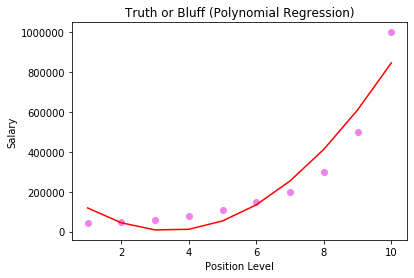 Truth or Bluff (Polynomial Regression)
1000000
800000
600000
400000
200000
0
Salary
2 4 6 8 10
Position Level